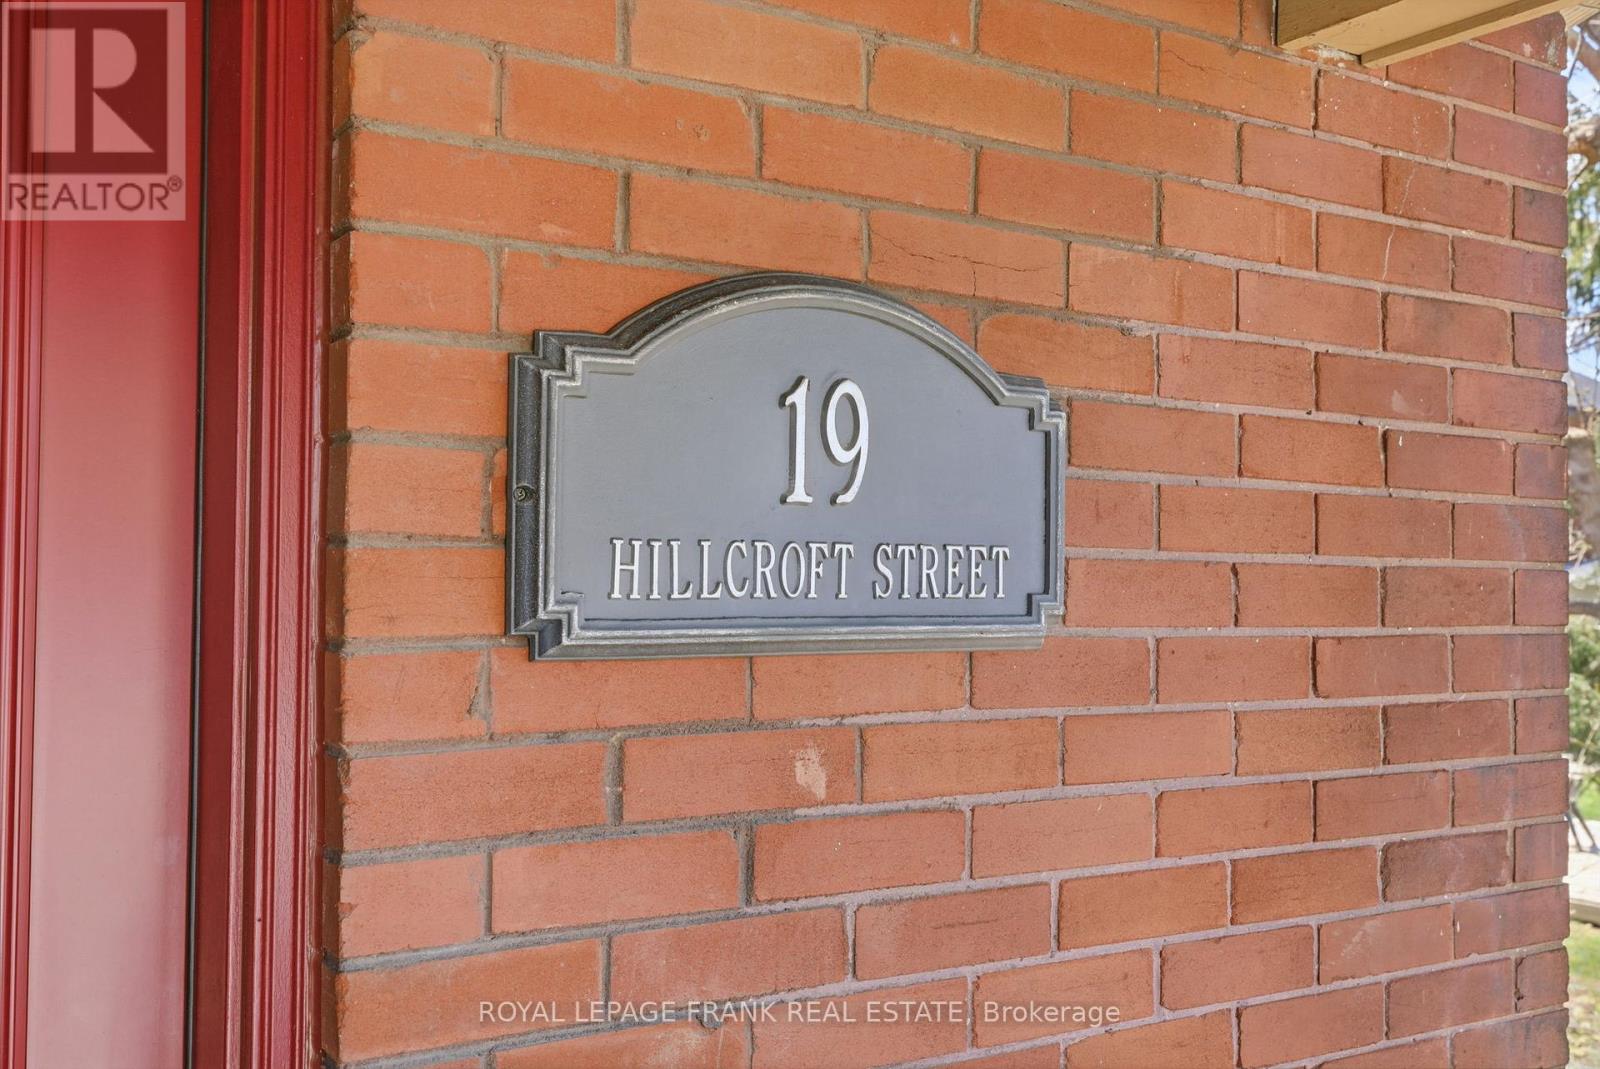 R
REALTOR®
19
HILLCROFT STREET
ROYAL LEPAGE FRANK REAL ESTATE, Brokerage